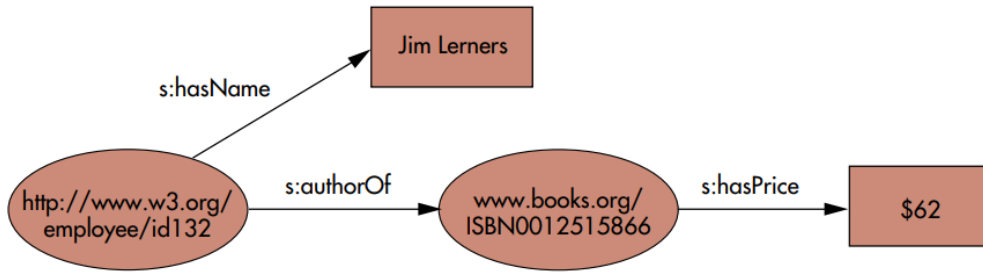 Jim Lerners
s:hasName
http://www.w3.org/
employee/id132
s:authorOf
www.books.org/
ISBN0012515866
s:hasPrice
$62